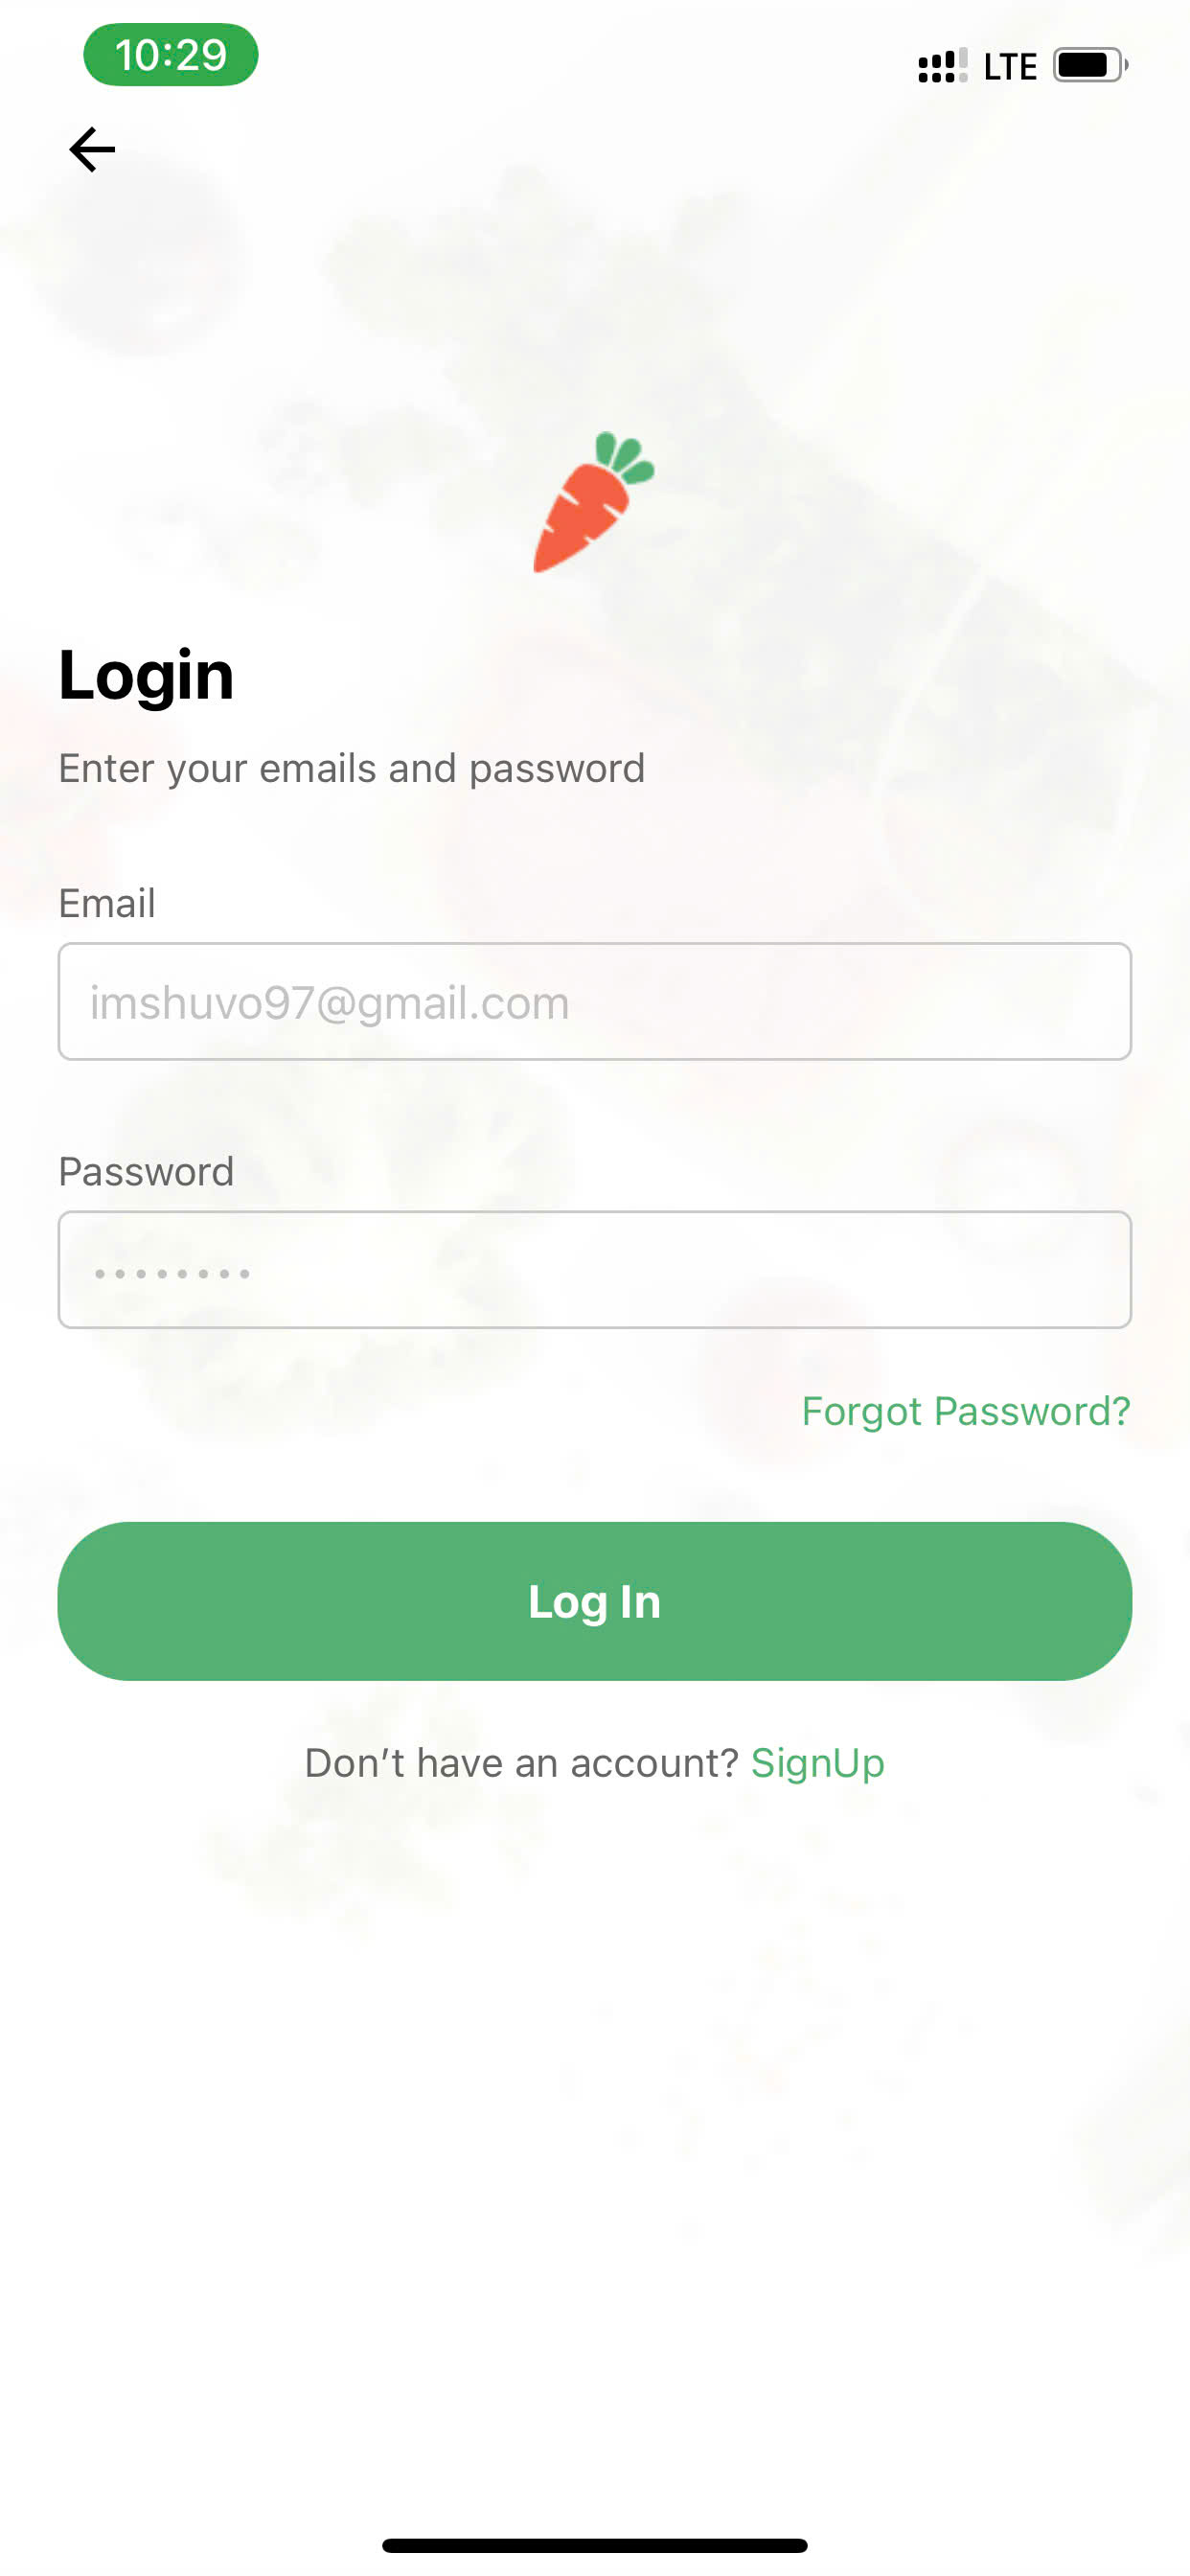 10:29 LTE
Login
Enter your emails and password
Email
imshuvo97@gmail.com
Password
••••••••
Forgot Password?
Log In
Don’t have an account? SignUp